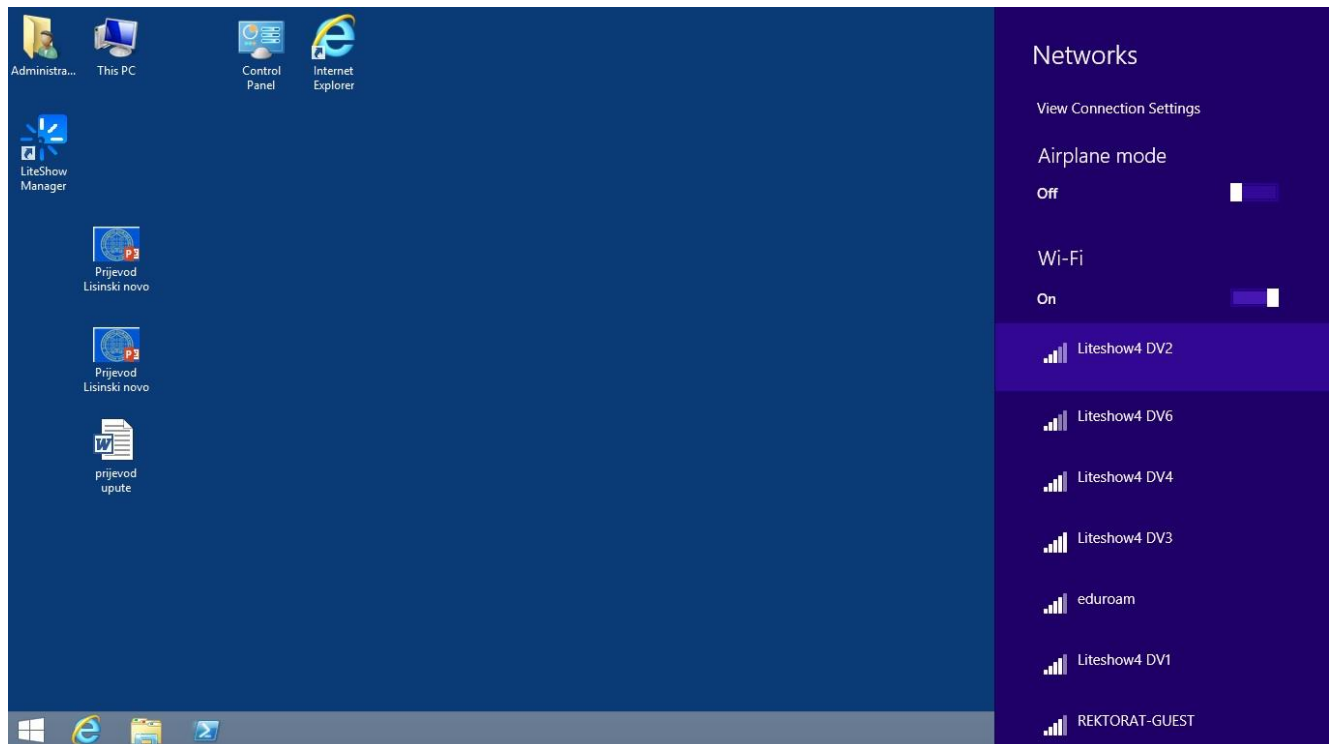 Administra...
This PC
Control
Panel
Internet
Explorer
LiteShow
Manager
Prijevod
Lisinski novo
Prijevod
Lisinski novo
prijevod
upute
Networks
View Connection Settings
Airplane mode
Off
Wi-Fi
On
Liteshow4 DV2
Liteshow4 DV6
Liteshow4 DV4
Liteshow4 DV3
eduroam
Liteshow4 DV1
REKTORAT-GUEST